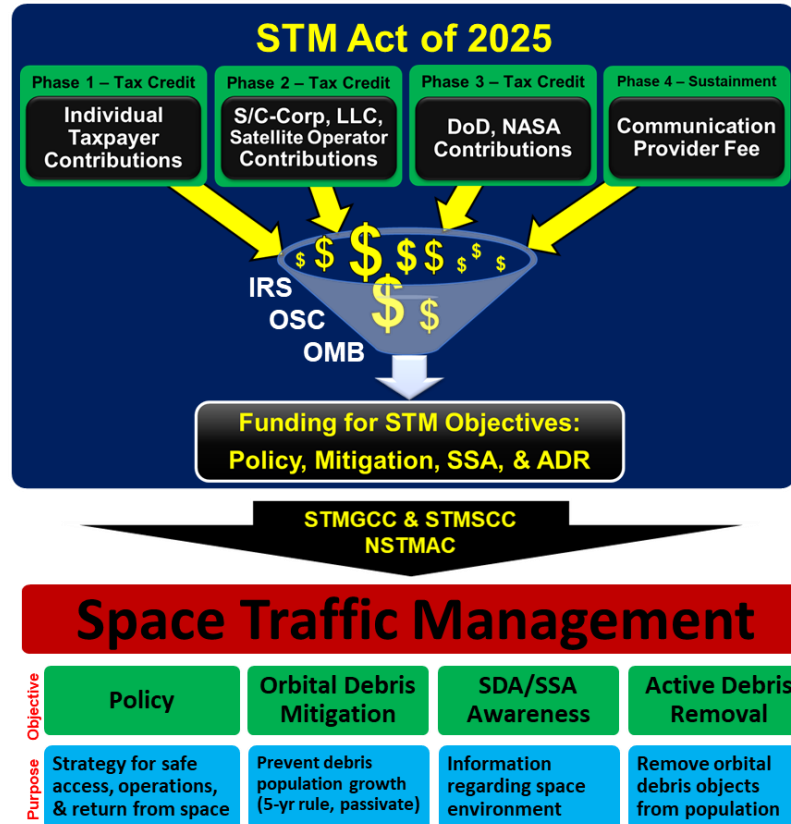 STM Act of 2025
Phase 1 – Tax Credit
Individual
Taxpayer
Contributions
Phase 2 – Tax Credit
S/C-Corp, LLC,
Satellite Operator
Contributions
Phase 3 – Tax Credit
DoD, NASA
Contributions
Phase 4 – Sustainment
Communication
Provider Fee
$ $ $ $ $ $ $ $
$ $
IRS
OSC
OMB
Funding for STM Objectives:
Policy, Mitigation, SSA, & ADR
STMGCC & STMSCC
NSTMAC
Space Traffic Management
Objective
Policy
Orbital Debris
Mitigation
SDA/SSA
Awareness
Active Debris
Removal
Purpose
Strategy for safe
access, operations,
& return from space
Prevent debris
population growth
(5-yr rule, passivate)
Information
regarding space
environment
Remove orbital
debris objects
from population